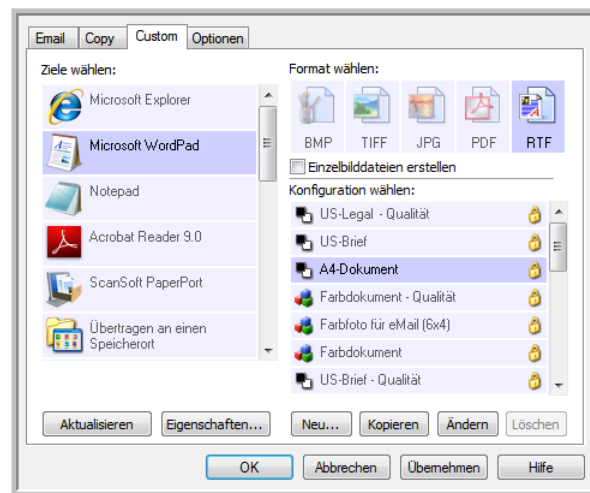 Email Copy Custom Optionen
Ziele wählen:
Microsoft Explorer
Microsoft WordPad
Notepad
Acrobat Reader 9.0
ScanSoft PaperPort
Übertragen an einen
Speicherort
Aktualisieren Eigenschaften...
Format wählen:
BMP TIFF JPG PDF RTF
Einzelbilddateien erstellen
Konfiguration wählen:
US-Legal - Qualität
US-Brief
A4-Dokument
Farbdokument - Qualität
Farbfoto für eMail (6x4)
Farbdokument
US-Brief - Qualität
Neu... Kopieren Ändern Löschen
OK Abbrechen Übernehmen Hilfe